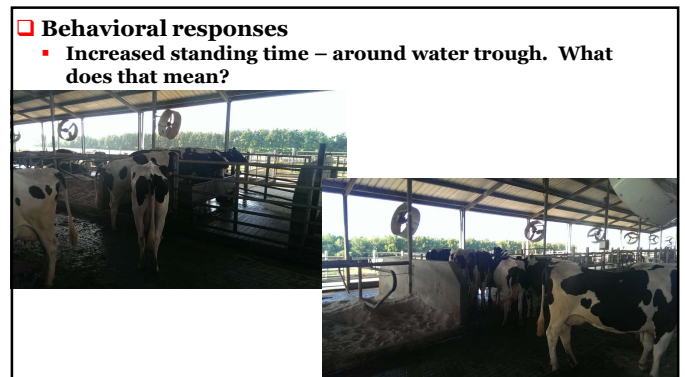 Behavioral responses
Increased standing time – around water trough. What
does that mean?